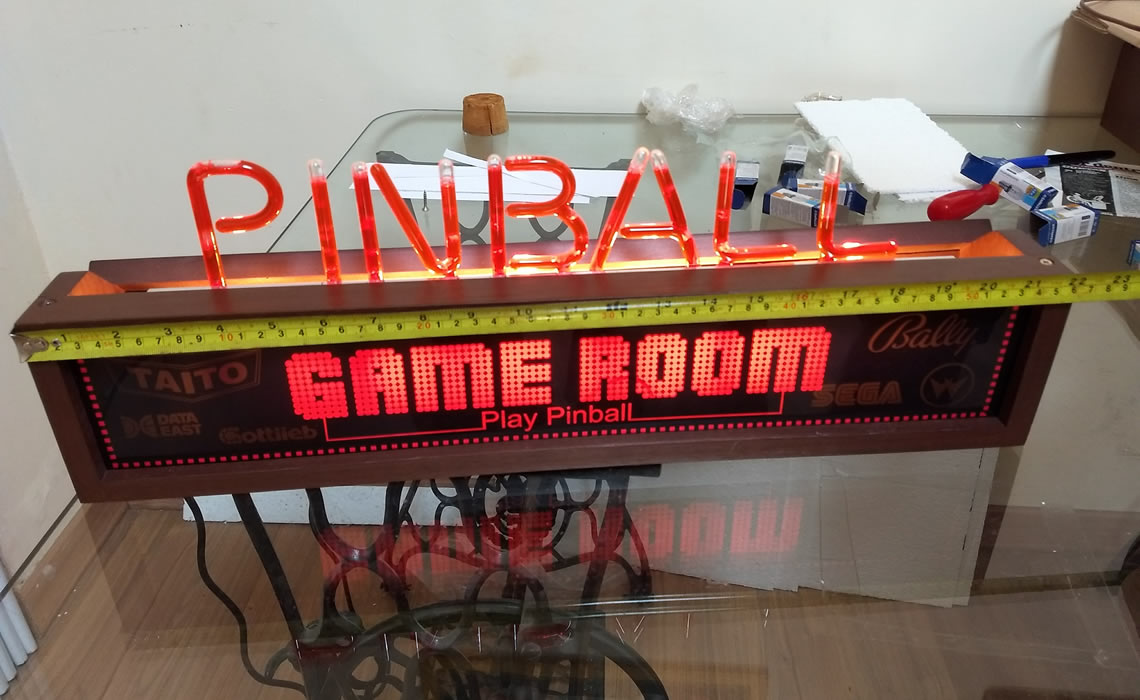 PINBALL
GAME ROOM
Play Pinball
TAITO
DATA
EAST
Gottlieb
Bally
SEGA
W